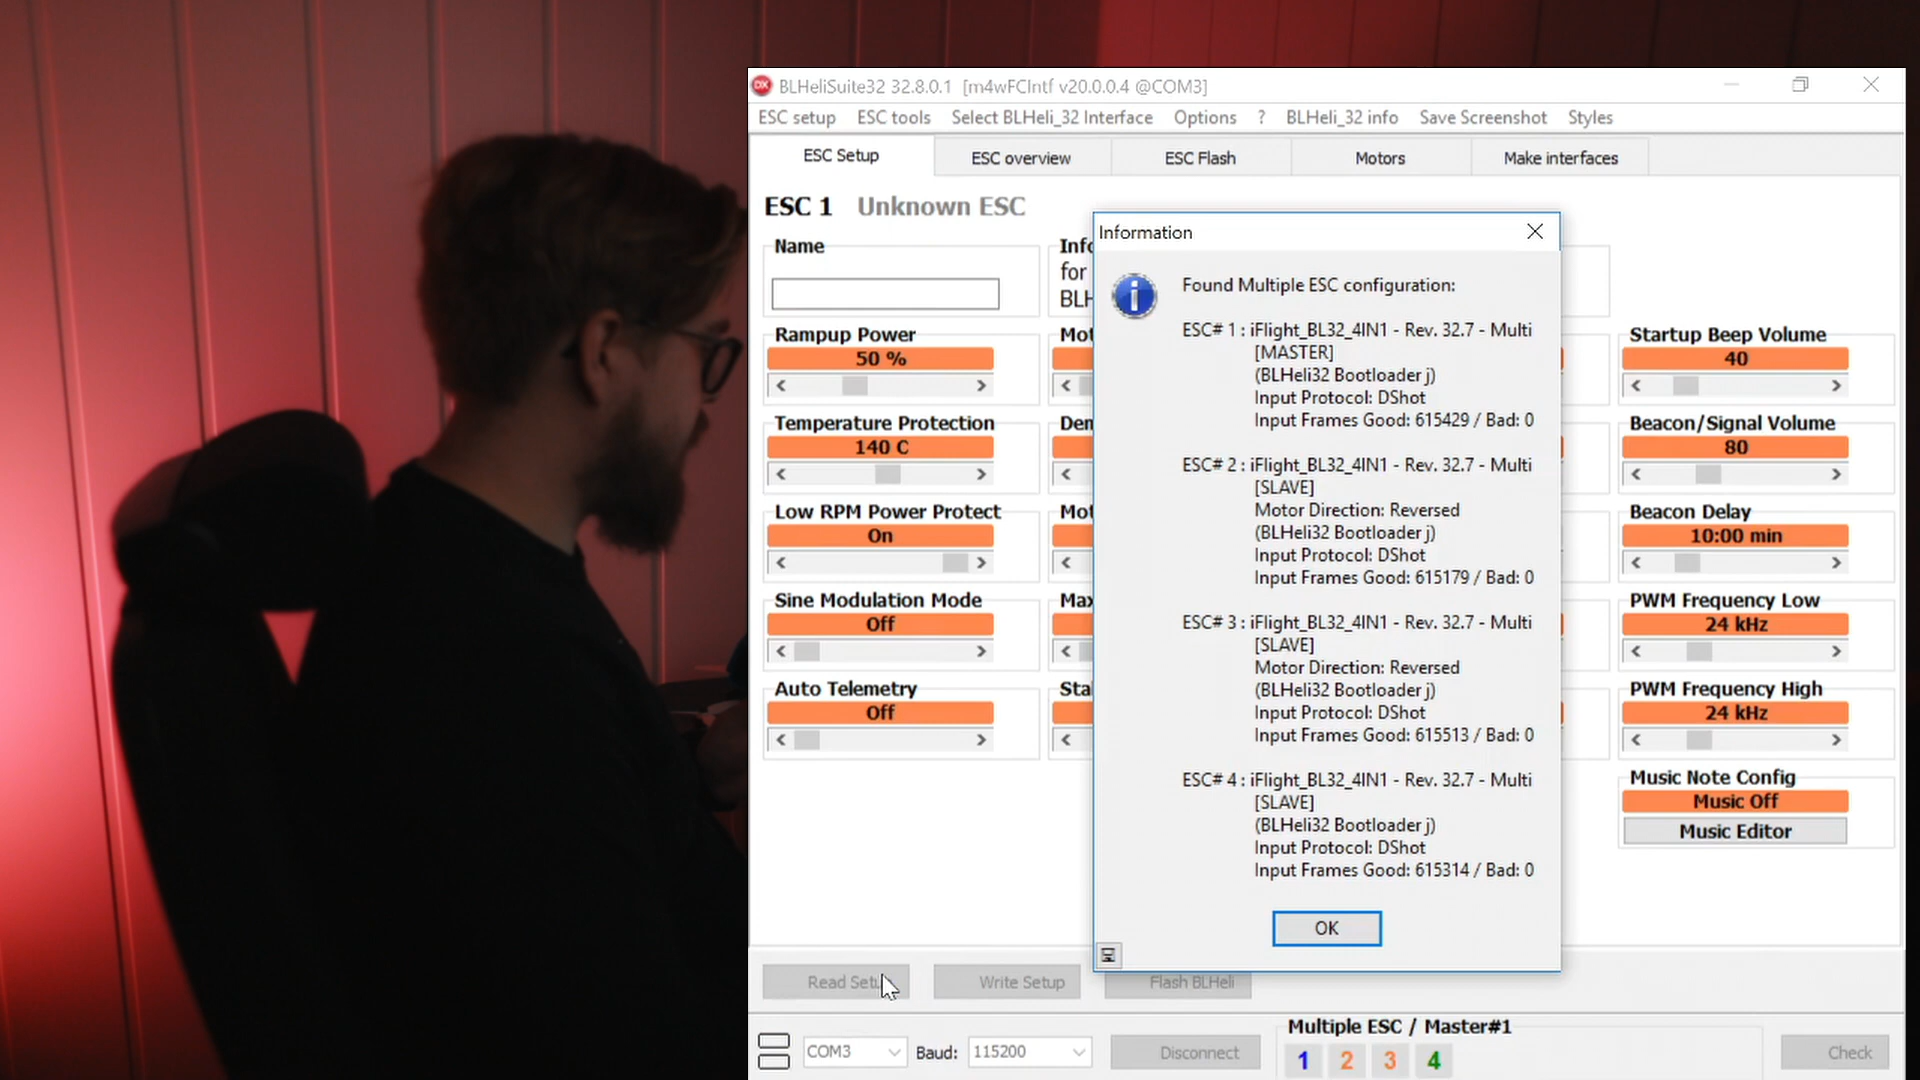 BLHeliSuite32 32.8.0.1 [m4wFCIntf v20.0.0.4 @COM3]
ESC setup ESC tools Select BLHeli_32 Interface Options ? BLHeli_32 info Save Screenshot Styles
ESC Setup ESC overview ESC Flash Motors Make interfaces
ESC 1 Unknown ESC
Name
for
Rampup Power
50 %
Temperature Protection
140 C
Low RPM Power Protect
On
Sine Modulation Mode
Off
Auto Telemetry
Off
Information
Found Multiple ESC configuration:
ESC# 1 : iFlight_BL32_4IN1 - Rev. 32.7 - Multi
[MASTER]
(BLHeli32 Bootloader j)
Input Protocol: DShot
Input Frames Good: 615429 / Bad: 0
ESC# 2 : iFlight_BL32_4IN1 - Rev. 32.7 - Multi
[SLAVE]
Motor Direction: Reversed
(BLHeli32 Bootloader j)
Input Protocol: DShot
Input Frames Good: 615179 / Bad: 0
ESC# 3 : iFlight_BL32_4IN1 - Rev. 32.7 - Multi
[SLAVE]
Motor Direction: Reversed
(BLHeli32 Bootloader j)
Input Protocol: DShot
Input Frames Good: 615513 / Bad: 0
ESC# 4 : iFlight_BL32_4IN1 - Rev. 32.7 - Multi
[SLAVE]
(BLHeli32 Bootloader j)
Input Protocol: DShot
Input Frames Good: 615314 / Bad: 0
OK
Startup Beep Volume
40
Beacon/Signal Volume
80
Beacon Delay
10:00 min
PWM Frequency Low
24 kHz
PWM Frequency High
24 kHz
Music Note Config
Music Off
Music Editor
Read Write Setup Flash BLHeli
COM3 Baud: 115200 Disconnect
Multiple ESC / Master#1
1 2 3 4
Check